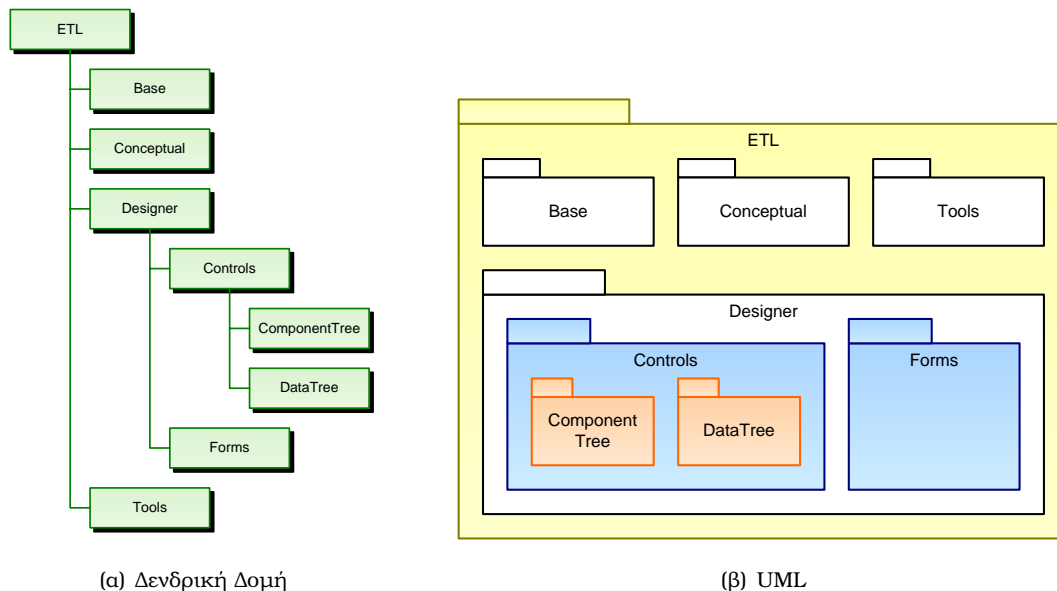 ETL
Base
Conceptual
Designer
Controls
ComponentTree
DataTree
Forms
Tools
(α) Δενδρική Δομή
ETL
Base
Conceptual
Tools
Designer
Controls
Forms
Component
Tree
DataTree
(β) UML